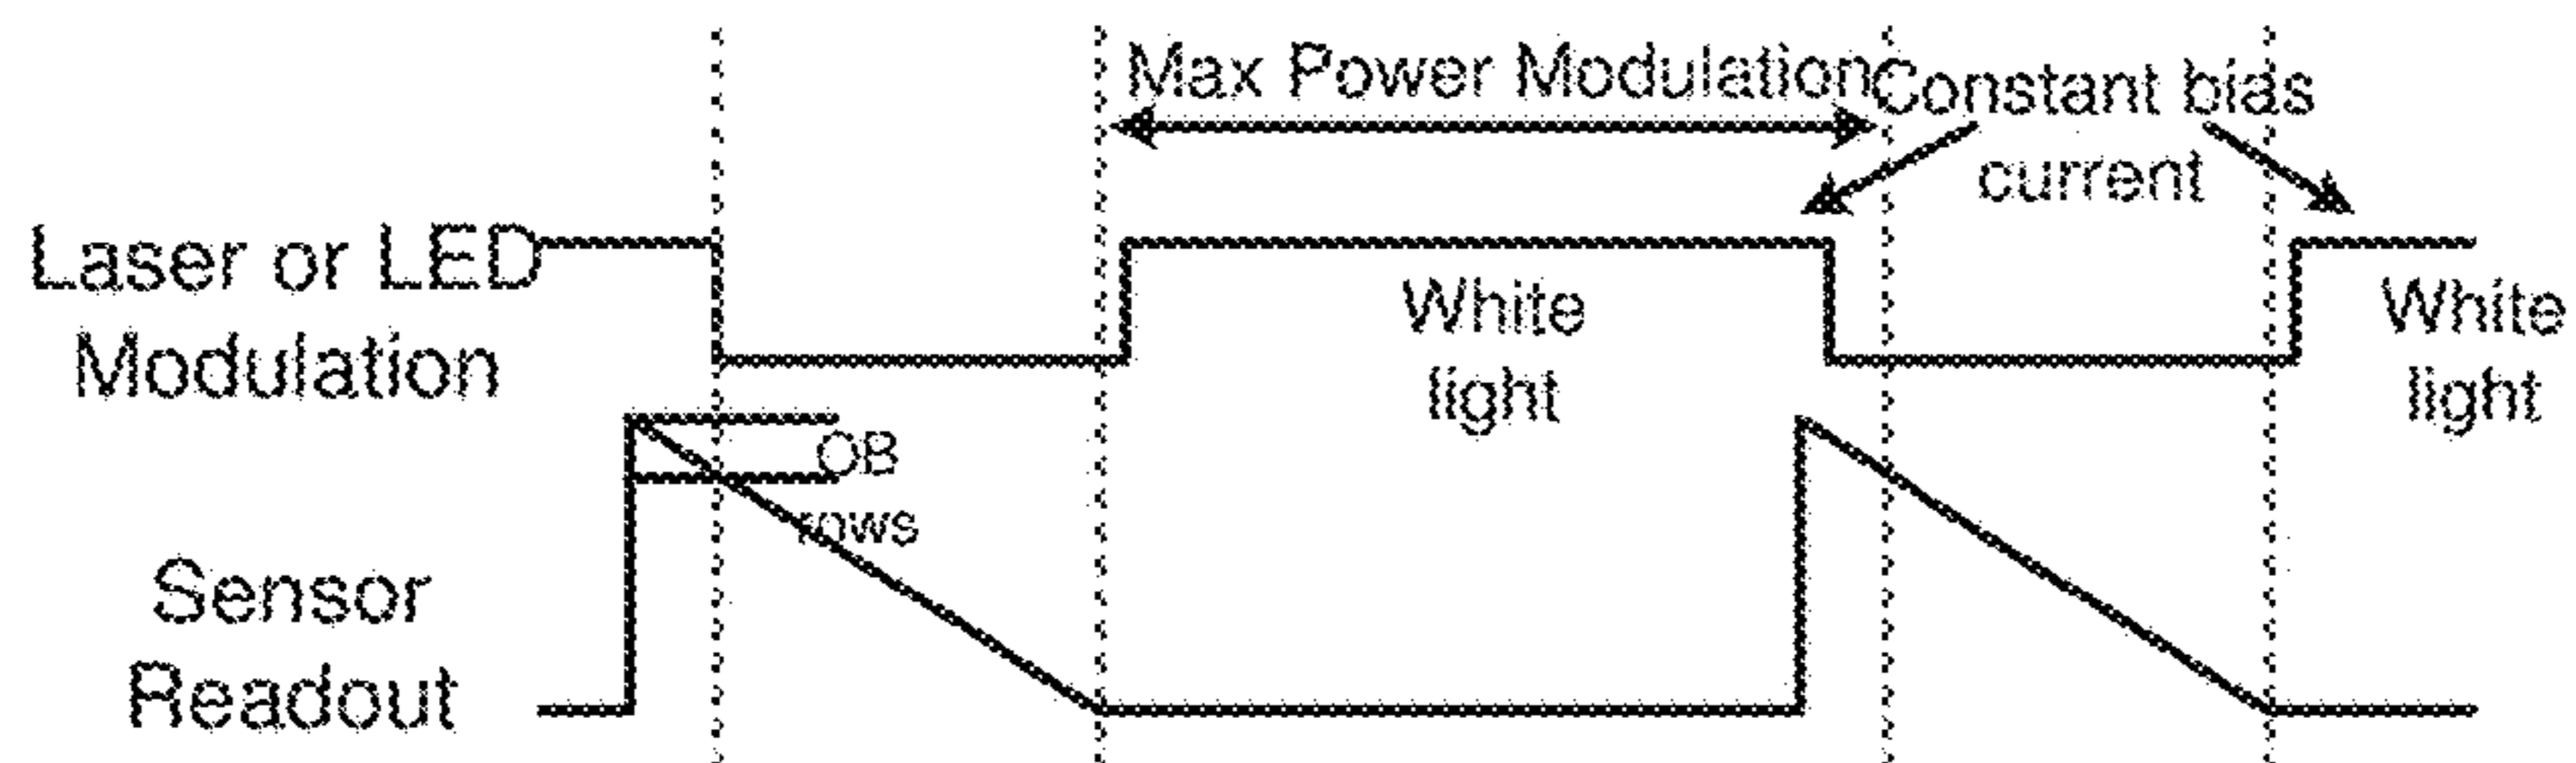 Max Power Modulation
Constant bias
current
Laser or LED
Modulation
White
light
White
light
OB
rows
Sensor
Readout